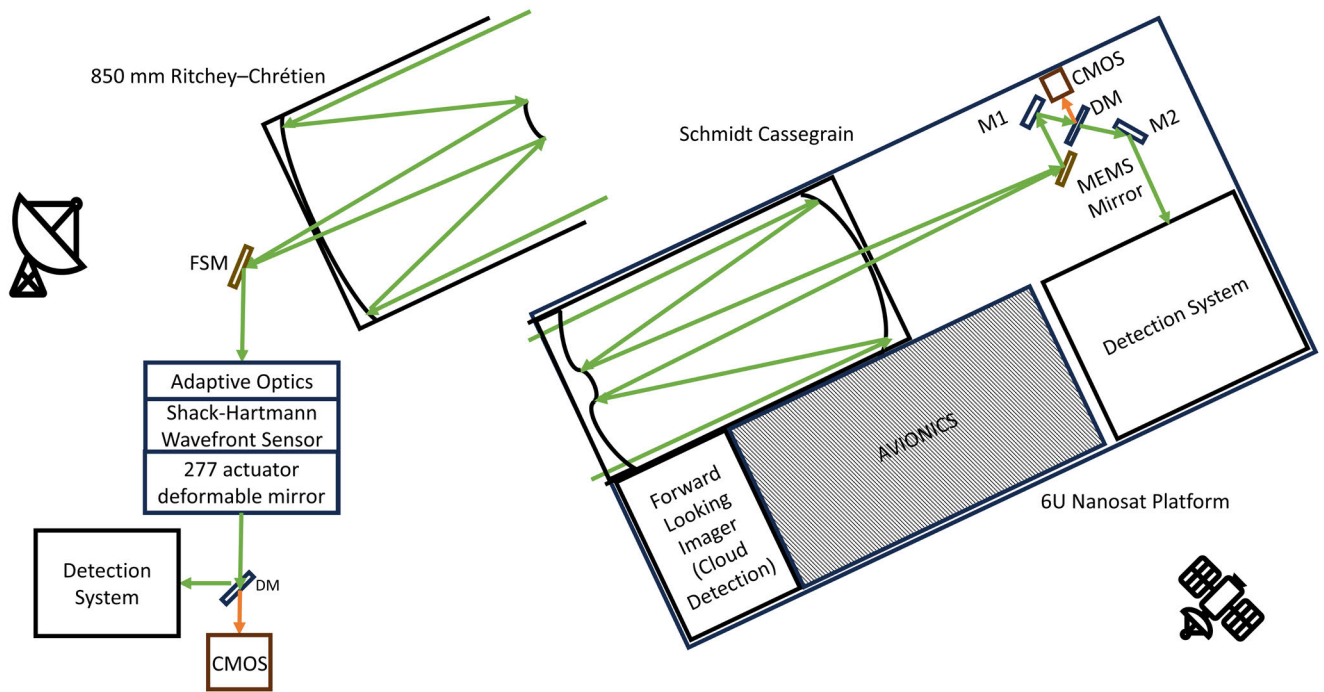 850 mm Ritchey–Chrétien
FSM
Adaptive Optics
Shack-Hartmann
Wavefront Sensor
277 actuator
deformable mirror
Detection
System
DM
CMOS
Schmidt Cassegrain
CMOS
DM
M1
M2
MEMS
Mirror
Detection System
AVIONICS
Forward
Looking
Imager
(Cloud
Detection)
6U Nanosat Platform